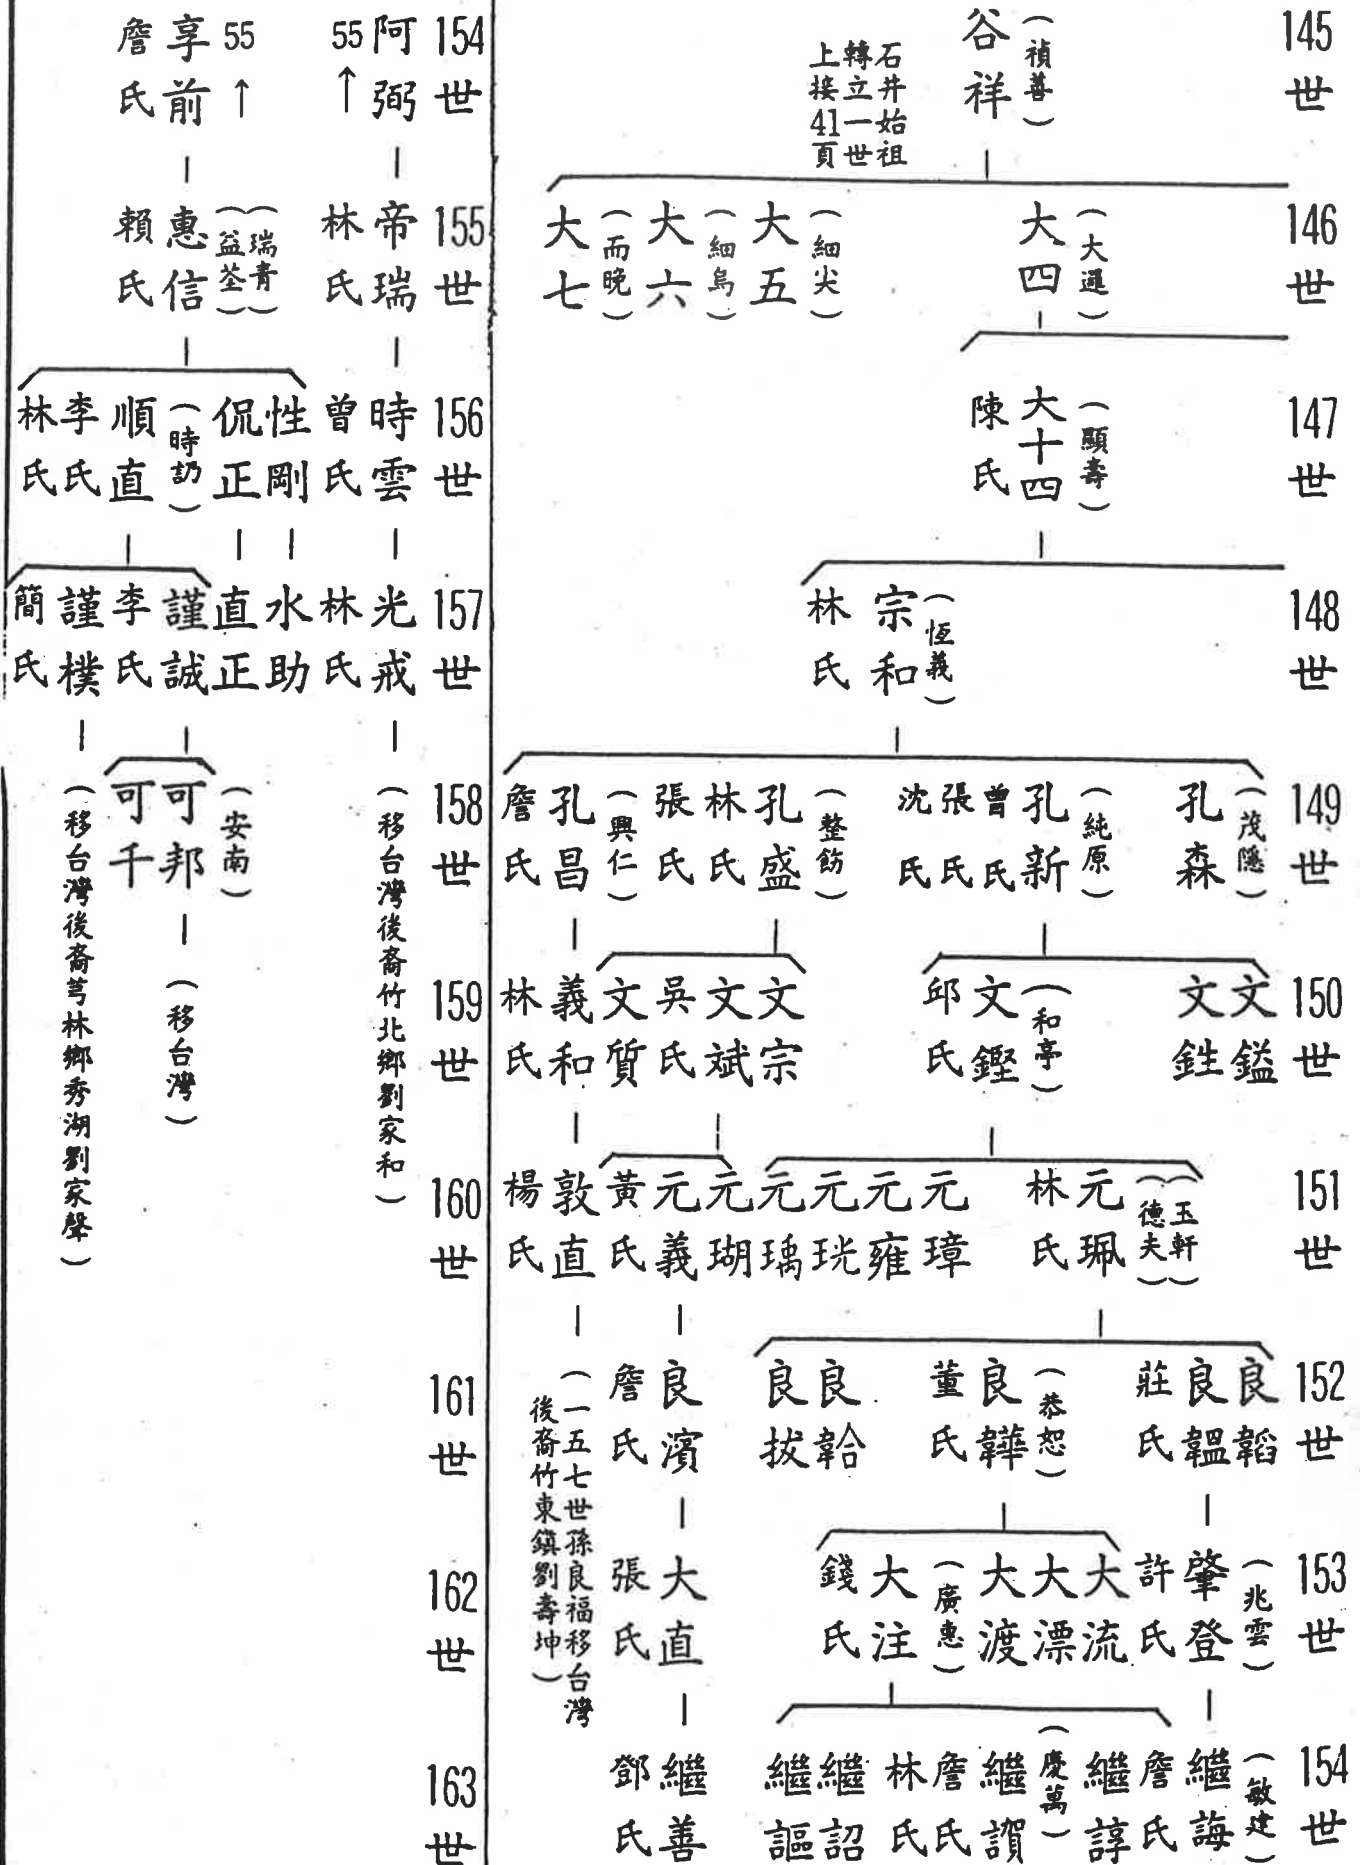 145世
谷祥（禎善）
石井始祖
轉立一世
上接41頁
146世
大四（大遲）
大五（細尖）
大六（細烏）
大七（而晚）
147世
大十四（顯壽）
陳氏
148世
宗和（恆義）
林氏
149世
孔森（茂隱）
孔新（純原）
曾氏
張氏
沈氏
孔盛（整飭）
林氏
張氏
孔昌（興仁）
詹氏
150世
文鎰
文鉎
文鏗（和亭）
邱氏
文宗
文斌
吳氏
文質
義和
林氏
151世
元珮（玉軒）（德夫）
林氏
元璋
元雍
元珖
元瑀
元瑚
元義
黃氏
敦直
楊氏
152世
良韜
良韞
莊氏
良韡（恭恕）
董氏
良韐
良拔
良濱
詹氏
（一五七世孫良福移台灣
後裔竹東鎮劉壽坤）
153世
肇登（兆雲）
許氏
大流
大漂
大渡
大注（廣惠）
錢氏
大直
張氏
154世
繼誨（敏建）
詹氏
繼諄
繼謨（慶萬）
詹氏
林氏
繼詔
繼謳
繼善
鄧氏
154世
阿弼
55↑
享前
55↑
詹氏
155世
帝瑞
林氏
惠信（瑞青）（益荃）
賴氏
156世
時雲
曾氏
性剛
侃正
順直（時訒）
李氏
林氏
157世
光戒
林氏
水助
直正
謹誠
李氏
謹樸
簡氏
158世
（移台灣後裔竹北鄉劉家和）
可邦（安南）
（移台灣）
可千
（移台灣後裔芎林鄉秀湖劉家聲）
159世
160世
161世
162世
163世